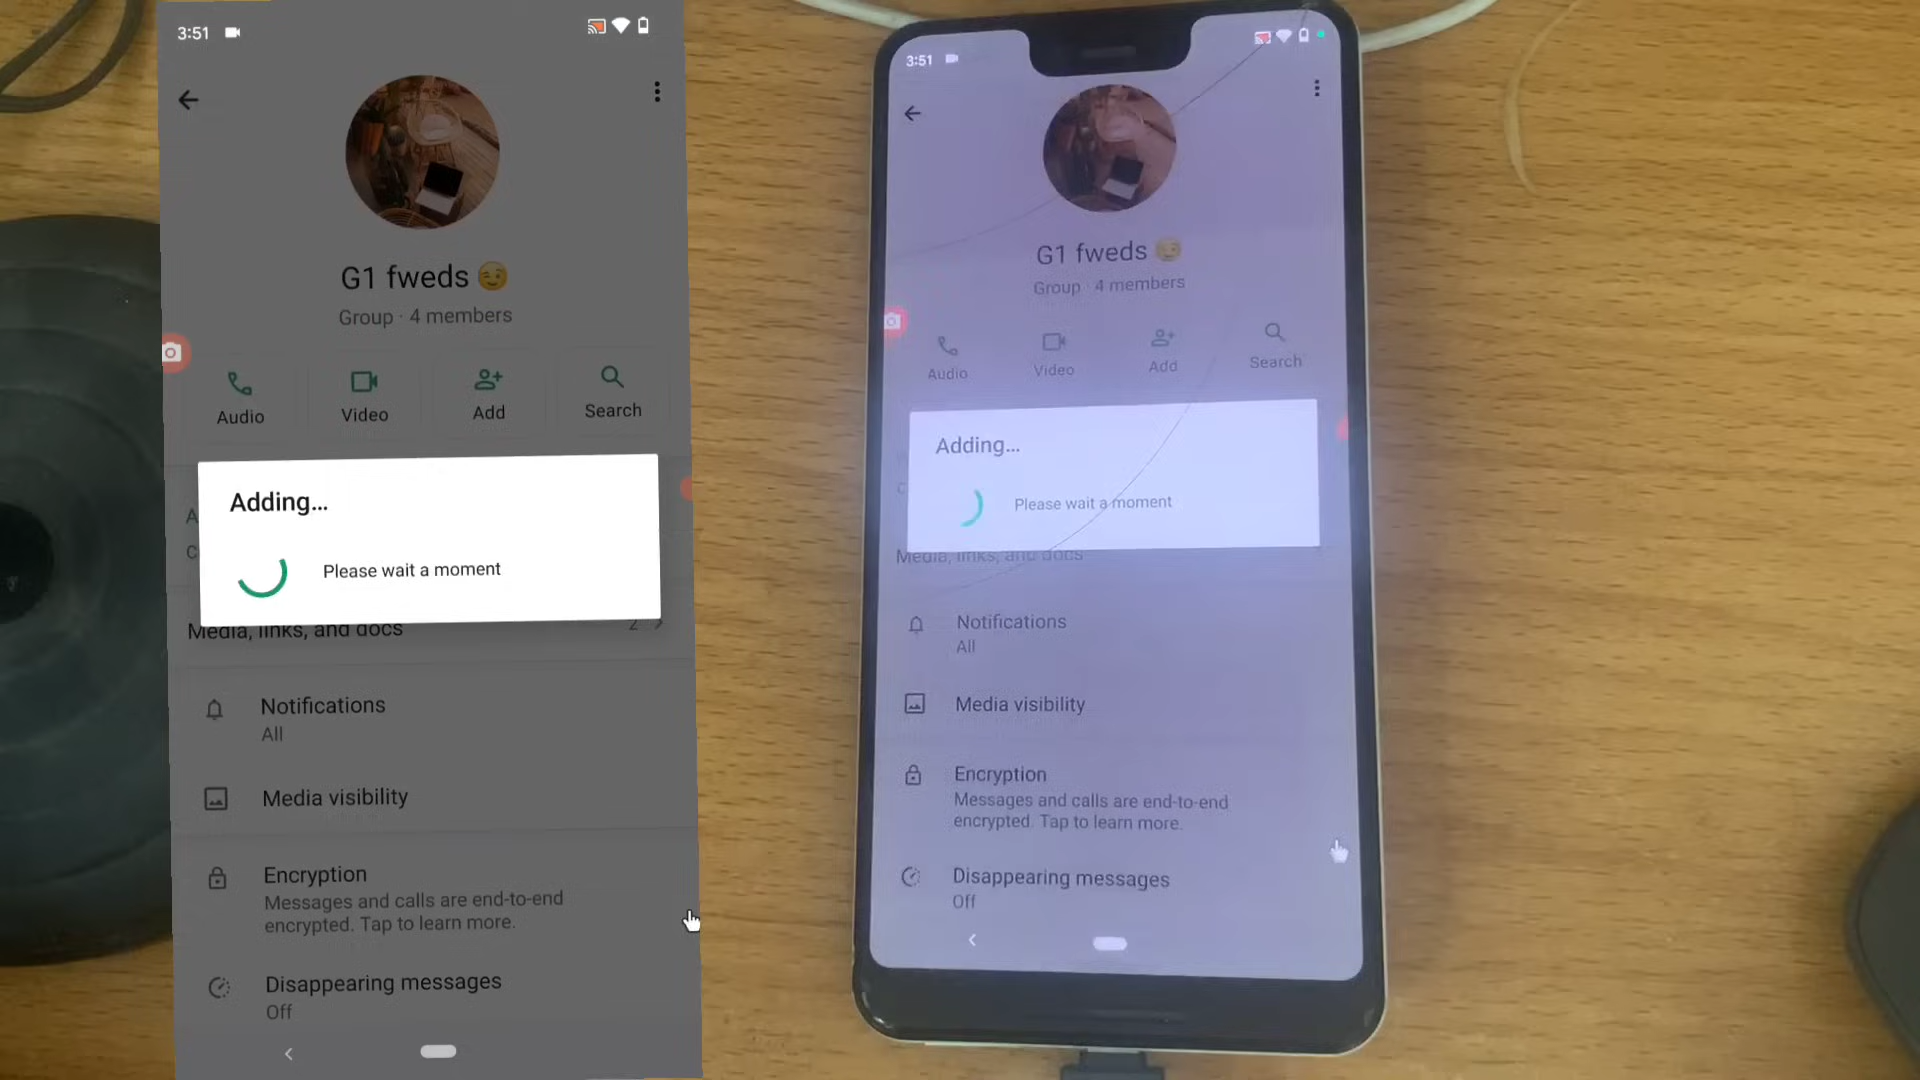 3:51
G1 fweds 😉
Group · 4 members
Audio
Video
Add
Search
A
C
Adding...
Please wait a moment
Media, links, and docs
2
Notifications
All
Media visibility
Encryption
Messages and calls are end-to-end
encrypted. Tap to learn more.
Disappearing messages
Off
3:51
G1 fweds 😉
Group · 4 members
Audio
Video
Add
Search
C
Adding...
Please wait a moment
Media, links, and docs
Notifications
All
Media visibility
Encryption
Messages and calls are end-to-end
encrypted. Tap to learn more.
Disappearing messages
Off